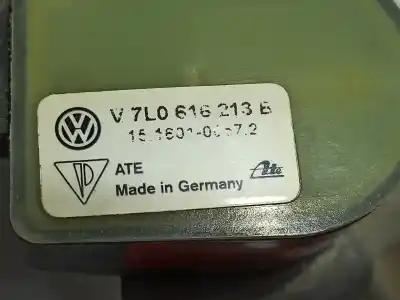 V 7L0 616 213 B
ATE
Made in Germany
Ate